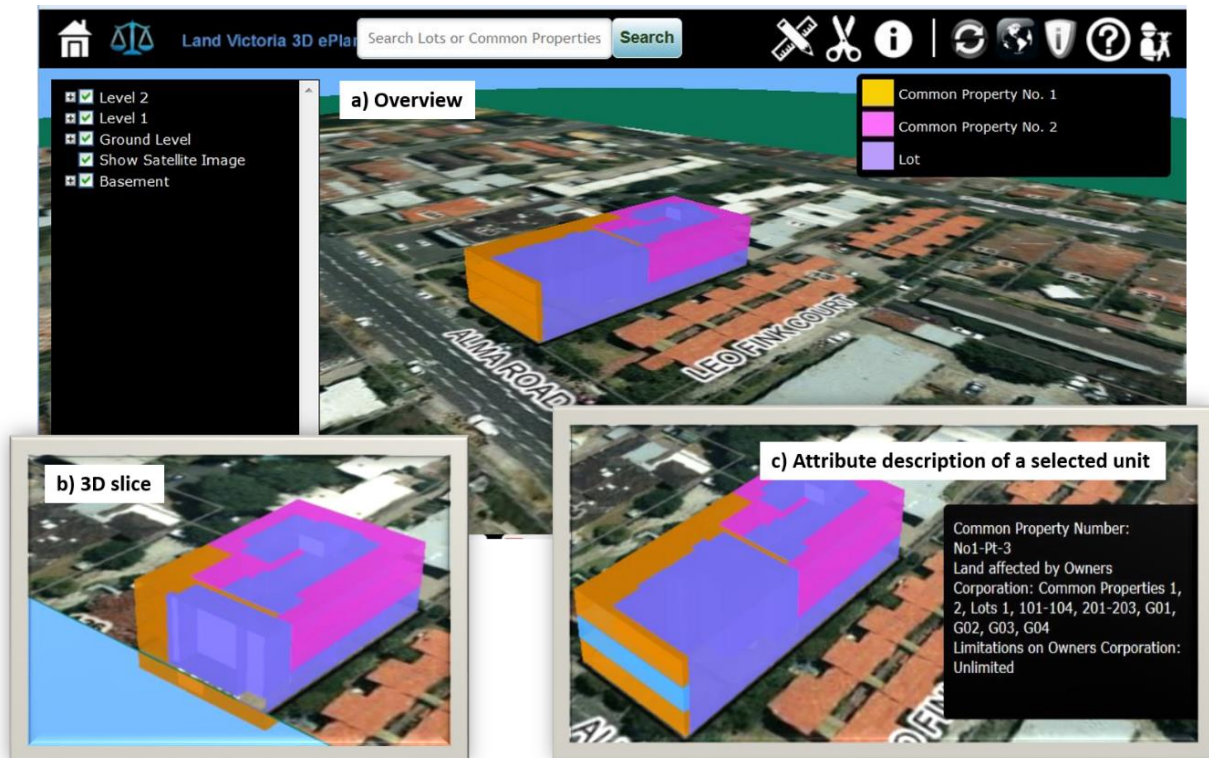 Land Victoria 3D ePlan
Search Lots or Common Properties
Search
Level 2
Level 1
Ground Level
Show Satellite Image
Basement
a) Overview
Common Property No. 1
Common Property No. 2
Lot
ALMA ROAD
LEO FINK COURT
b) 3D slice
c) Attribute description of a selected unit
Common Property Number:
No1-Pt-3
Land affected by Owners
Corporation: Common Properties 1,
2, Lots 1, 101-104, 201-203, G01,
G02, G03, G04
Limitations on Owners Corporation:
Unlimited